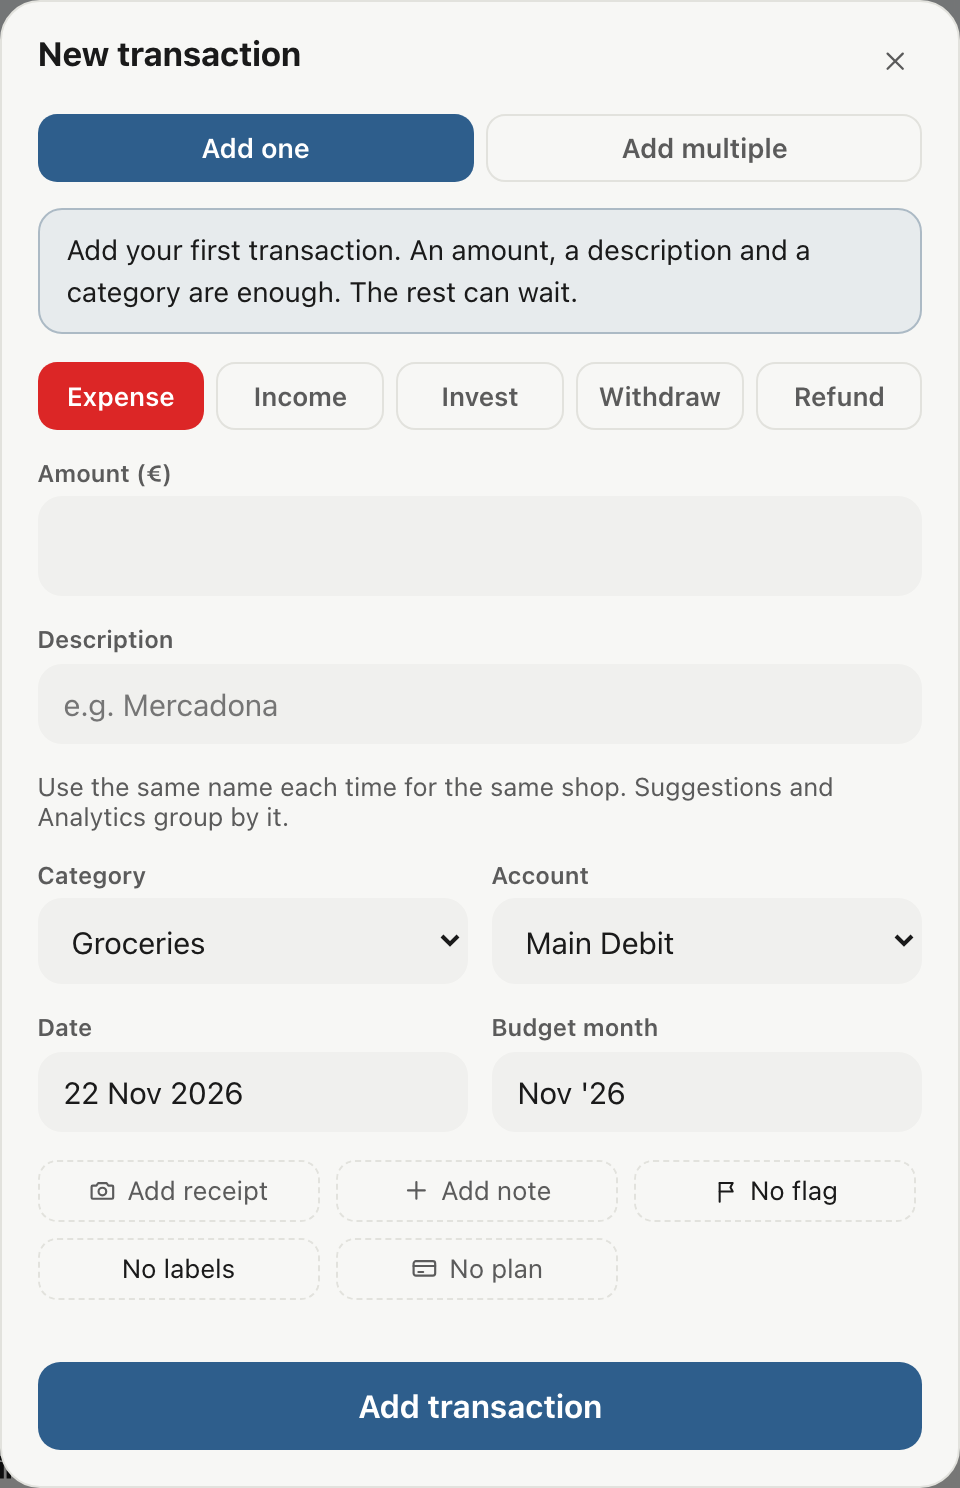 New transaction
Add one
Add multiple
Add your first transaction. An amount, a description and a
category are enough. The rest can wait.
Expense
Income
Invest
Withdraw
Refund
Amount (€)
Description
e.g. Mercadona
Use the same name each time for the same shop. Suggestions and
Analytics group by it.
Category
Account
Groceries
Main Debit
Date
Budget month
22 Nov 2026
Nov '26
Add receipt
Add note
No flag
No labels
No plan
Add transaction